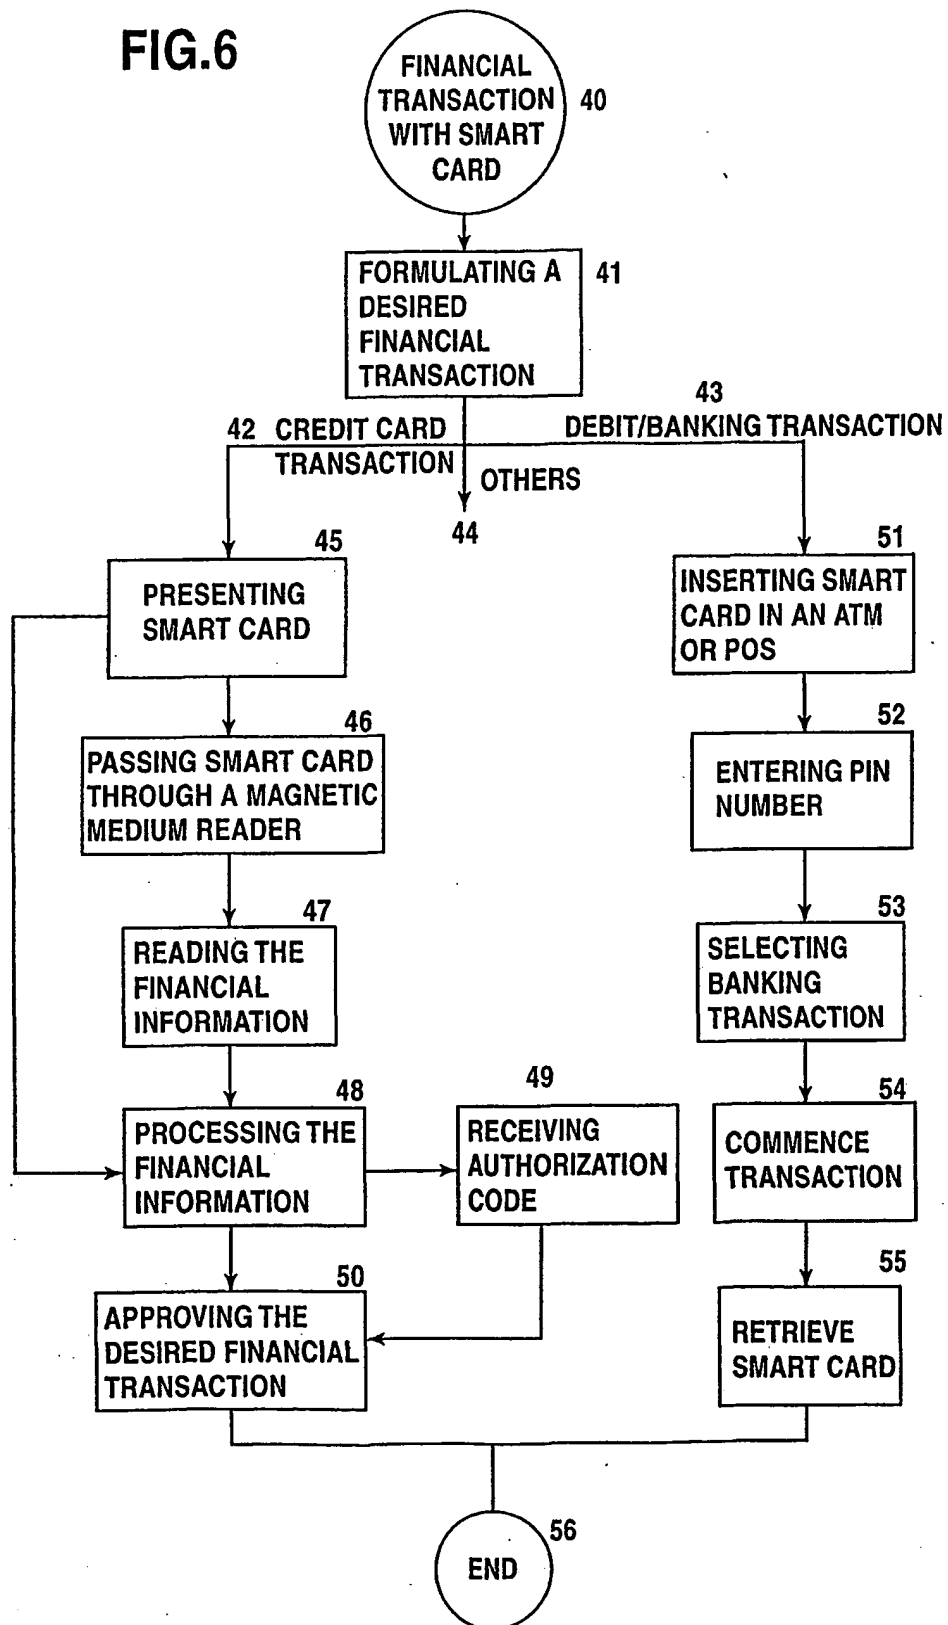 FIG.6
FINANCIAL
TRANSACTION
WITH SMART
CARD
40
FORMULATING A
DESIRED
FINANCIAL
TRANSACTION
41
42 CREDIT CARD
TRANSACTION
43
DEBIT/BANKING TRANSACTION
OTHERS
44
45
PRESENTING
SMART CARD
46
PASSING SMART CARD
THROUGH A MAGNETIC
MEDIUM READER
47
READING THE
FINANCIAL
INFORMATION
48
PROCESSING THE
FINANCIAL
INFORMATION
49
RECEIVING
AUTHORIZATION
CODE
50
APPROVING THE
DESIRED FINANCIAL
TRANSACTION
51
INSERTING SMART
CARD IN AN ATM
OR POS
52
ENTERING PIN
NUMBER
53
SELECTING
BANKING
TRANSACTION
54
COMMENCE
TRANSACTION
55
RETRIEVE
SMART CARD
56
END